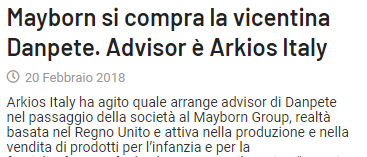 Mayborn si compra la vicentina
Danpete. Advisor è Arkios Italy
20 Febbraio 2018
Arkios Italy ha agito quale arrange advisor di Danpete
nel passaggio della società al Mayborn Group, realtà
basata nel Regno Unito e attiva nella produzione e nella
vendita di prodotti per l'infanzia e per la